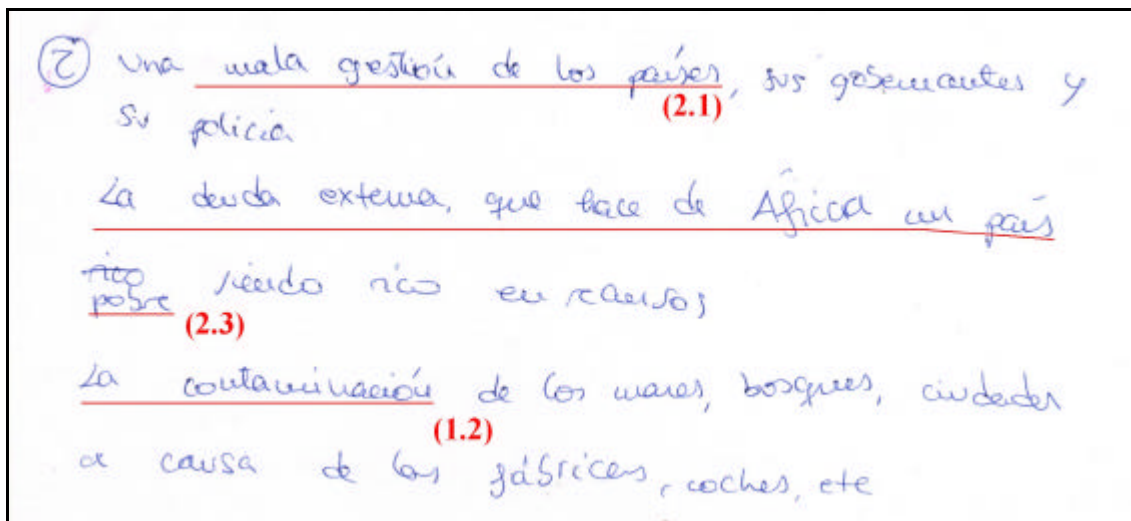 ② Una mala gestión de los países, sus gobernantes y
(2.1)
su policia
La deuda externa, que hace de África un país
rico siendo rico en recursos
pobre (2.3)
La contaminación de los mares, bosques, ciudades
(1.2)
a causa de las fábricas, coches, etc